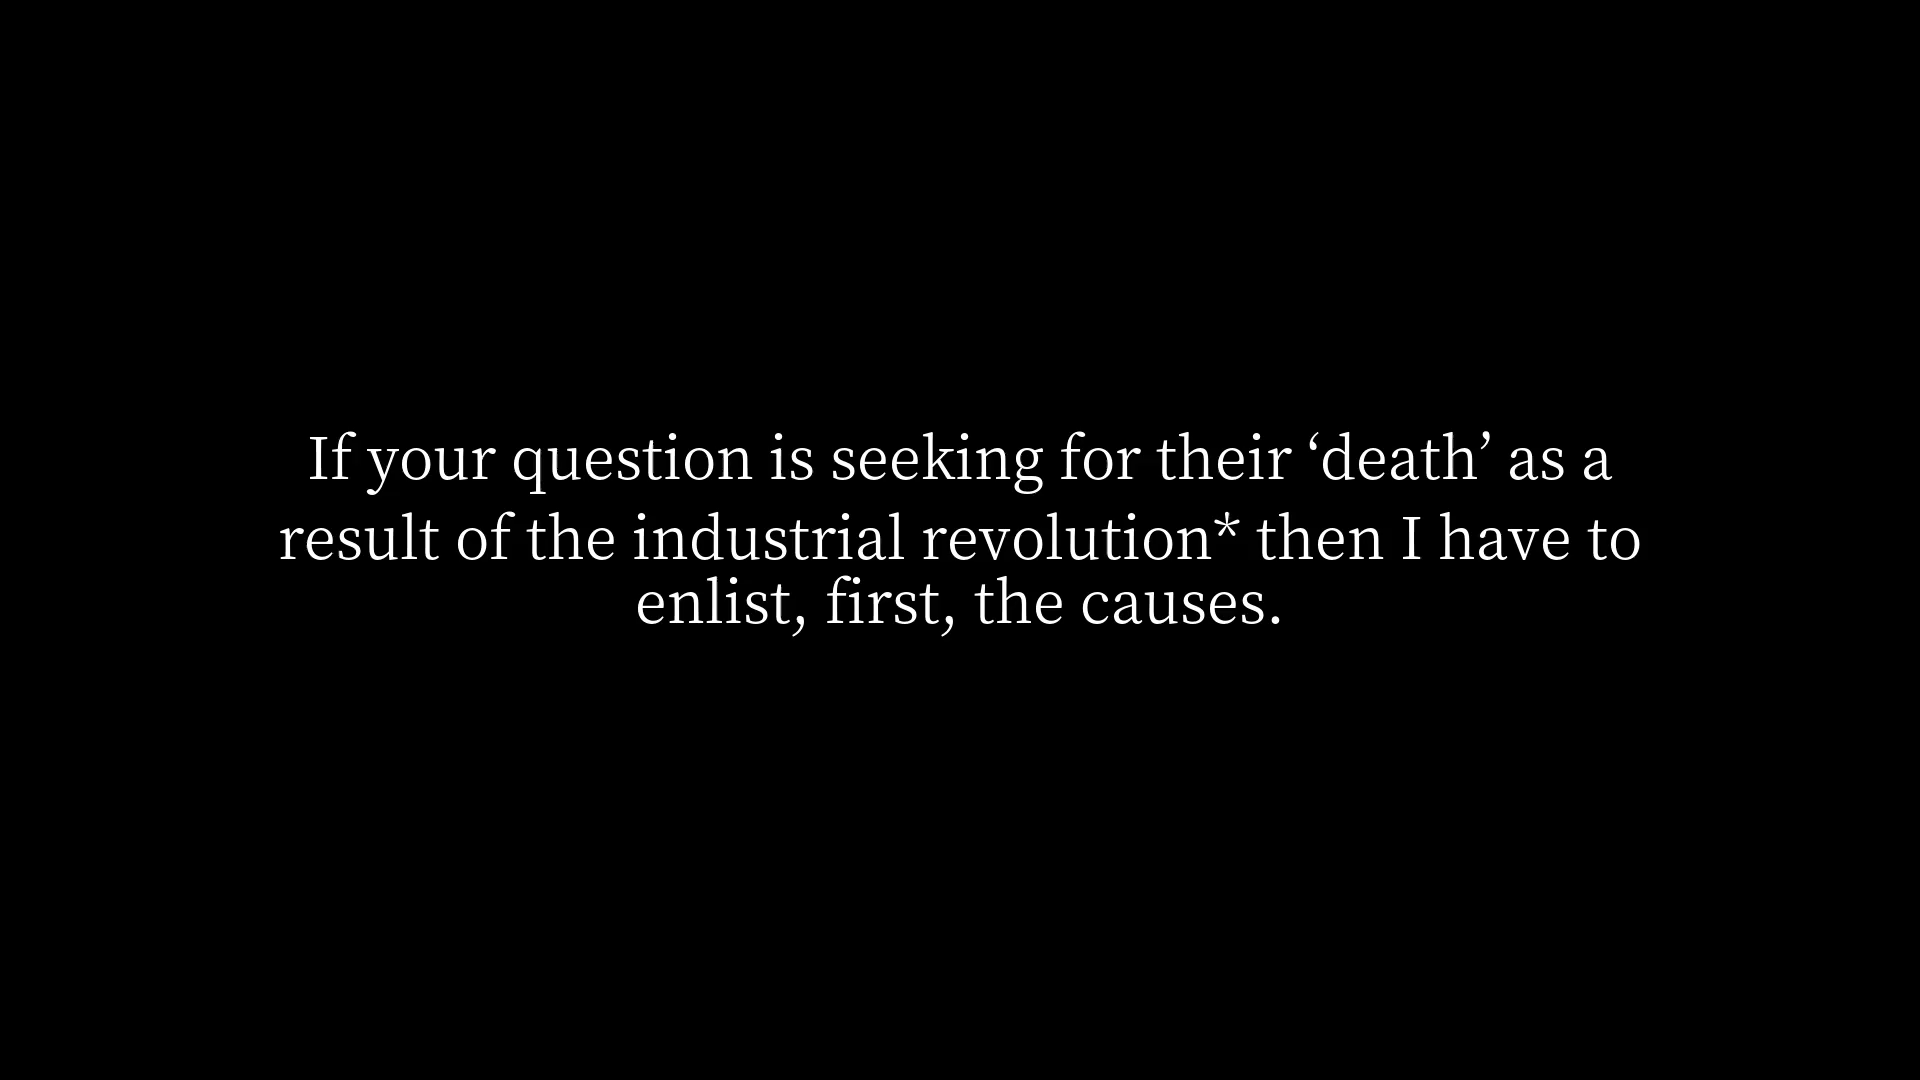 If your question is seeking for their ‘death’ as a
result of the industrial revolution* then I have to
enlist, first, the causes.